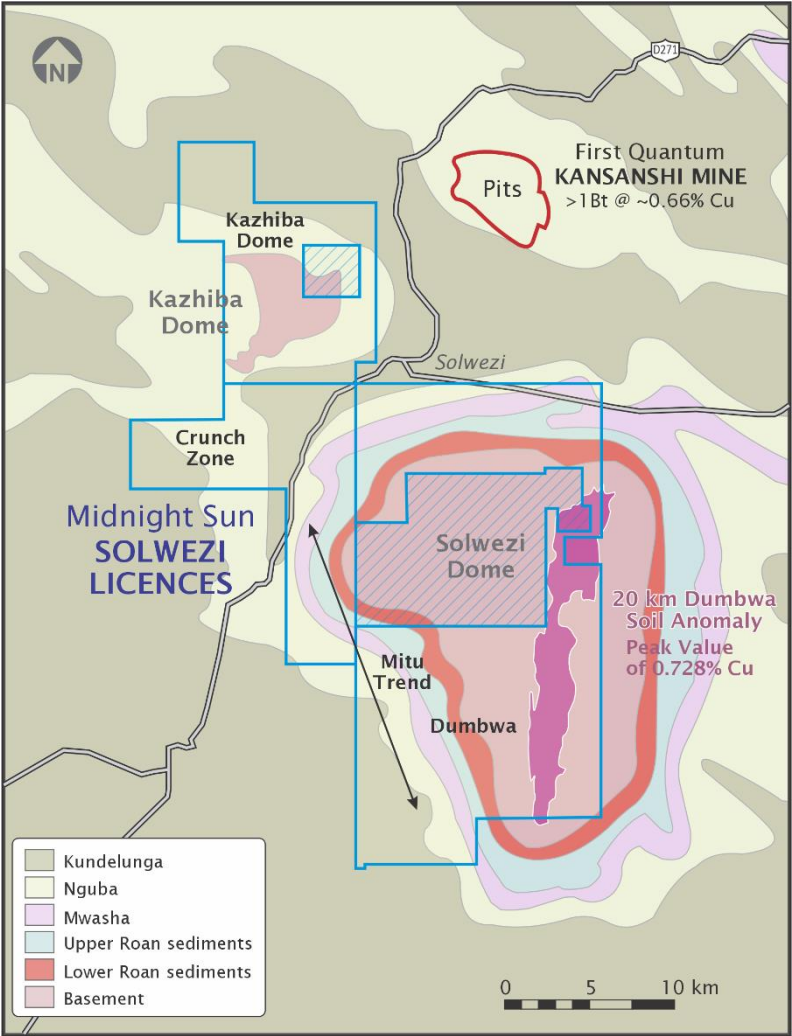 N
D271
First Quantum
KANSANSHI MINE
>1Bt @ ~0.66% Cu
Pits
Kazhiba
Dome
Kazhiba
Dome
Solwezi
Crunch
Zone
Midnight Sun
SOLWEZI
LICENCES
Solwezi
Dome
20 km Dumbwa
Soil Anomaly
Peak Value
of 0.728% Cu
Mitu
Trend
Dumbwa
Kundelunga
Nguba
Mwasha
Upper Roan sediments
Lower Roan sediments
Basement
0 5 10 km